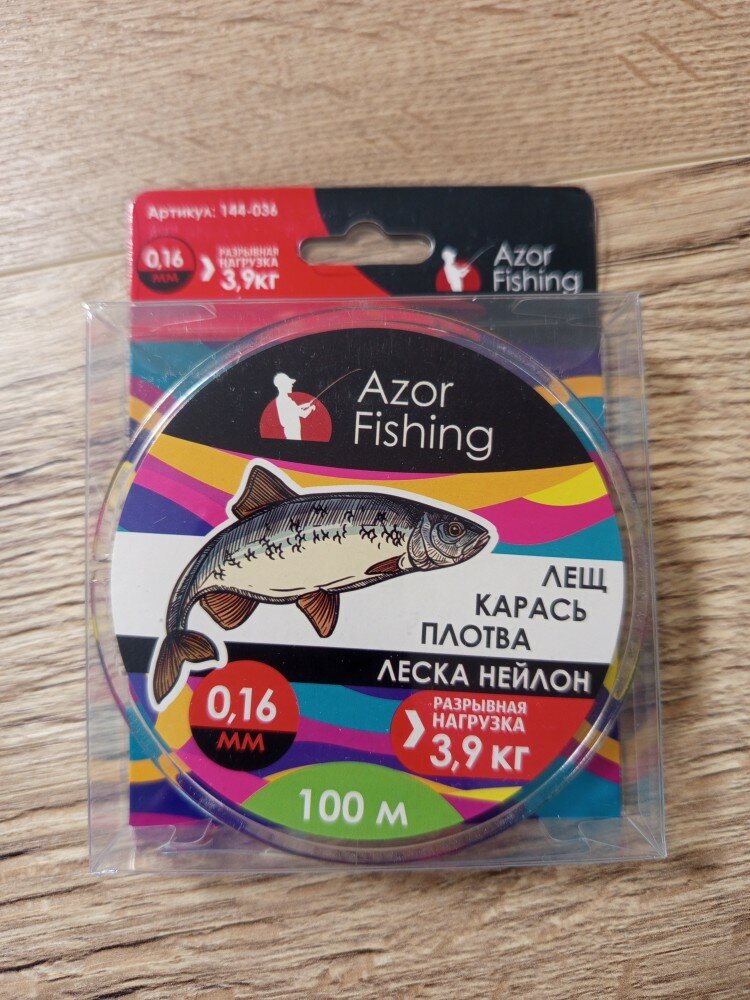 Артикул: 144-036
0,16
мм
РАЗРЫВНАЯ
НАГРУЗКА
3,9кг
Azor
Fishing
Azor
Fishing
ЛЕЩ
КАРАСЬ
ПЛОТВА
ЛЕСКА НЕЙЛОН
0,16
мм
РАЗРЫВНАЯ
НАГРУЗКА
3,9 кг
100 м